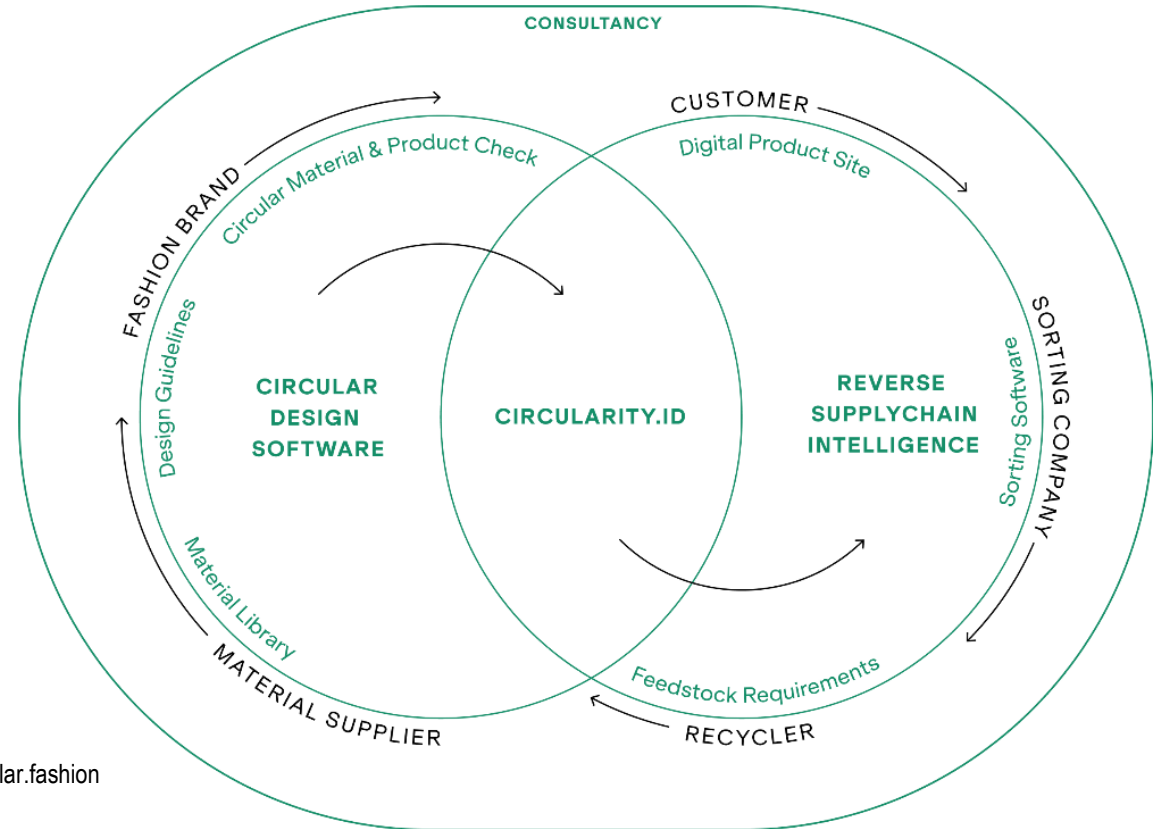 CONSULTANCY
CUSTOMER
Digital Product Site
Circular Material & Product Check
FASHION BRAND
Design Guidelines
CIRCULAR
DESIGN
SOFTWARE
CIRCULARITY.ID
REVERSE
SUPPLYCHAIN
INTELLIGENCE
Sorting Software
SORTING COMPANY
Material Library
MATERIAL SUPPLIER
Feedstock Requirements
RECYCLER
lar.fashion